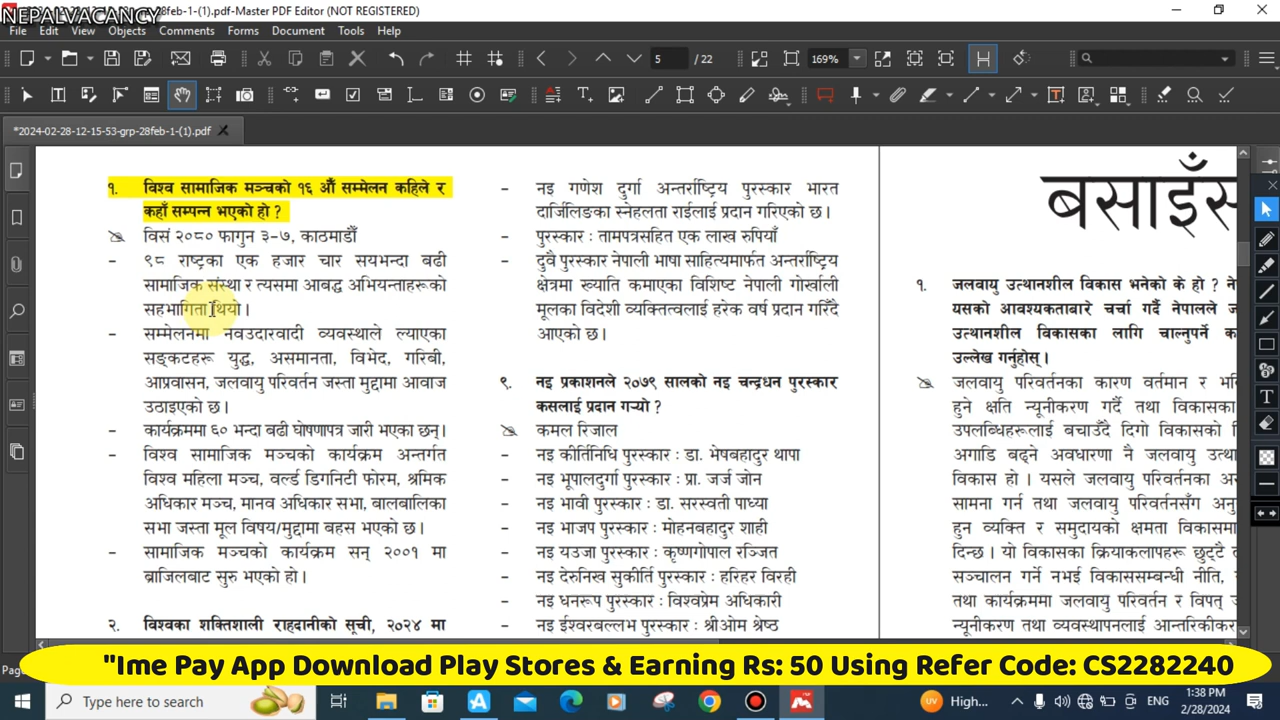 NEPALVACANCY
28feb-1-(1).pdf-Master PDF Editor (NOT REGISTERED)
File Edit View Objects Comments Forms Document Tools Help
5 / 22 169%
*2024-02-28-12-15-53-grp-28feb-1-(1).pdf
१. विश्व सामाजिक मञ्चको १६ औँ सम्मेलन कहिले र
कहाँ सम्पन्न भएको हो ?
विसं २०८० फागुन ३–७, काठमाडौँ
– ९८ राष्ट्रका एक हजार चार सयभन्दा बढी
सामाजिक संस्था र त्यसमा आबद्ध अभियन्ताहरूको
सहभागिता थियो ।
– सम्मेलनमा नवउदारवादी व्यवस्थाले ल्याएका
सङ्कटहरू युद्ध, असमानता, विभेद, गरिबी,
आप्रवासन, जलवायु परिवर्तन जस्ता मुद्दामा आवाज
उठाइएको छ ।
– कार्यक्रममा ६० भन्दा बढी घोषणापत्र जारी भएका छन् ।
– विश्व सामाजिक मञ्चको कार्यक्रम अन्तर्गत
विश्व महिला मञ्च, वर्ल्ड डिगनिटी फोरम, श्रमिक
अधिकार मञ्च, मानव अधिकार सभा, बालबालिका
सभा जस्ता मूल विषय/मुद्दामा बहस भएको छ ।
– सामाजिक मञ्चको कार्यक्रम सन् २००१ मा
ब्राजिलबाट सुरु भएको हो ।
२. विश्वका शक्तिशाली राहदानीको सूची, २०२४ मा
– नइ गणेश दुर्गा अन्तर्राष्ट्रिय पुरस्कार भारत
दार्जिलिङका स्नेहलता राईलाई प्रदान गरिएको छ ।
– पुरस्कार : ताम्रपत्रसहित एक लाख रुपियाँ
– दुवै पुरस्कार नेपाली भाषा साहित्यमार्फत अन्तर्राष्ट्रिय
क्षेत्रमा ख्याति कमाएका विशिष्ट नेपाली गोर्खाली
मूलका विदेशी व्यक्तित्वलाई हरेक वर्ष प्रदान गरिँदै
आएको छ ।
९. नइ प्रकाशनले २०७९ सालको नइ चन्द्रधन पुरस्कार
कसलाई प्रदान गर्‍यो ?
कमल रिजाल
– नइ कीर्तिनिधि पुरस्कार : डा. भेषबहादुर थापा
– नइ भूपालदुर्गा पुरस्कार : प्रा. जर्ज जोन
– नइ भावी पुरस्कार : डा. सरस्वती पाध्या
– नइ भाजप पुरस्कार : मोहनबहादुर शाही
– नइ यउजा पुरस्कार : कृष्णगोपाल रञ्जित
– नइ देरुनिख सुकीर्ति पुरस्कार : हरिहर विरही
– नइ धनरूप पुरस्कार : विश्वप्रेम अधिकारी
– नइ ईश्वरबल्लभ पुरस्कार : श्रीओम श्रेष्ठ
बसाइँस
१. जलवायु उत्थानशील विकास भनेको के हो ? ने
यसको आवश्यकताबारे चर्चा गर्दै नेपालले ज
उत्थानशील विकासका लागि चाल्नुपर्ने क
उल्लेख गर्नुहोस् ।
जलवायु परिवर्तनका कारण वर्तमान र भवि
हुने क्षति न्यूनीकरण गर्दै तथा विकासका
उपलब्धिहरूलाई बचाउँदै दिगो विकासको
अगाडि बढ्ने अवधारणा नै जलवायु उत्था
विकास हो । यसले जलवायु परिवर्तनका अस
सामना गर्न तथा जलवायु परिवर्तनसँग अनु
हुन व्यक्ति र समुदायको क्षमता विकासमा
दिन्छ । यो विकासका क्रियाकलापहरू छुट्टै
सञ्चालन गर्ने नभई विकाससम्बन्धी नीति,
तथा कार्यक्रममा जलवायु परिवर्तन र विपत्
न्यूनीकरण तथा व्यवस्थापनलाई आन्तरिकीकर
"Ime Pay App Download Play Stores & Earning Rs: 50 Using Refer Code: CS2282240
Type here to search
High...
ENG
1:38 PM
2/28/2024